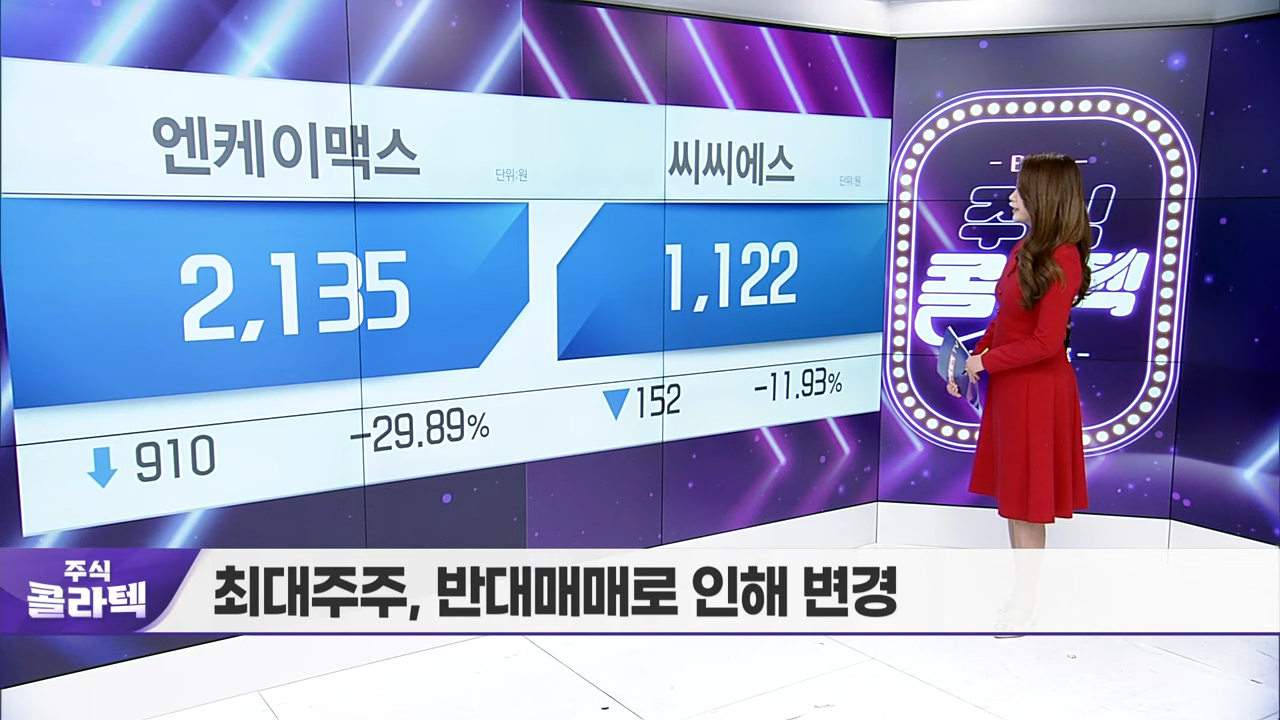 엔케이맥스
단위:원
2,135
910
-29.89%
씨씨에스
단위:원
1,122
▼152
-11.93%
주식
콜라텍
최대주주, 반대매매로 인해 변경